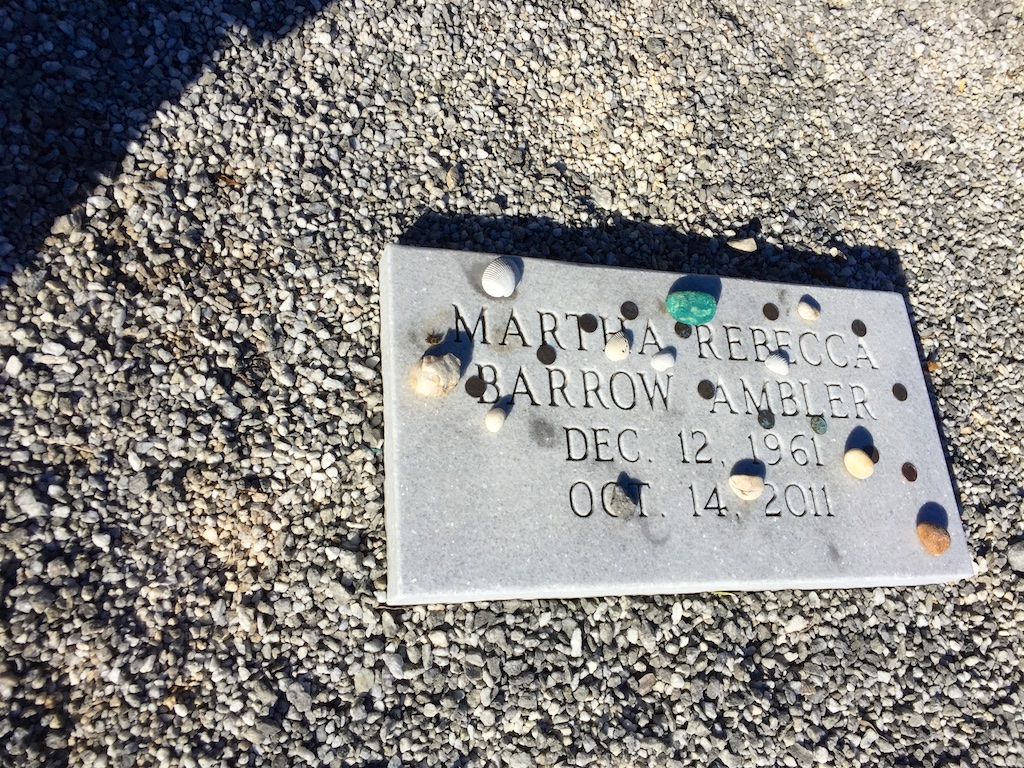 MARTHA REBECCA
BARROW AMBLER
DEC. 12, 1961
OCT. 14, 2011